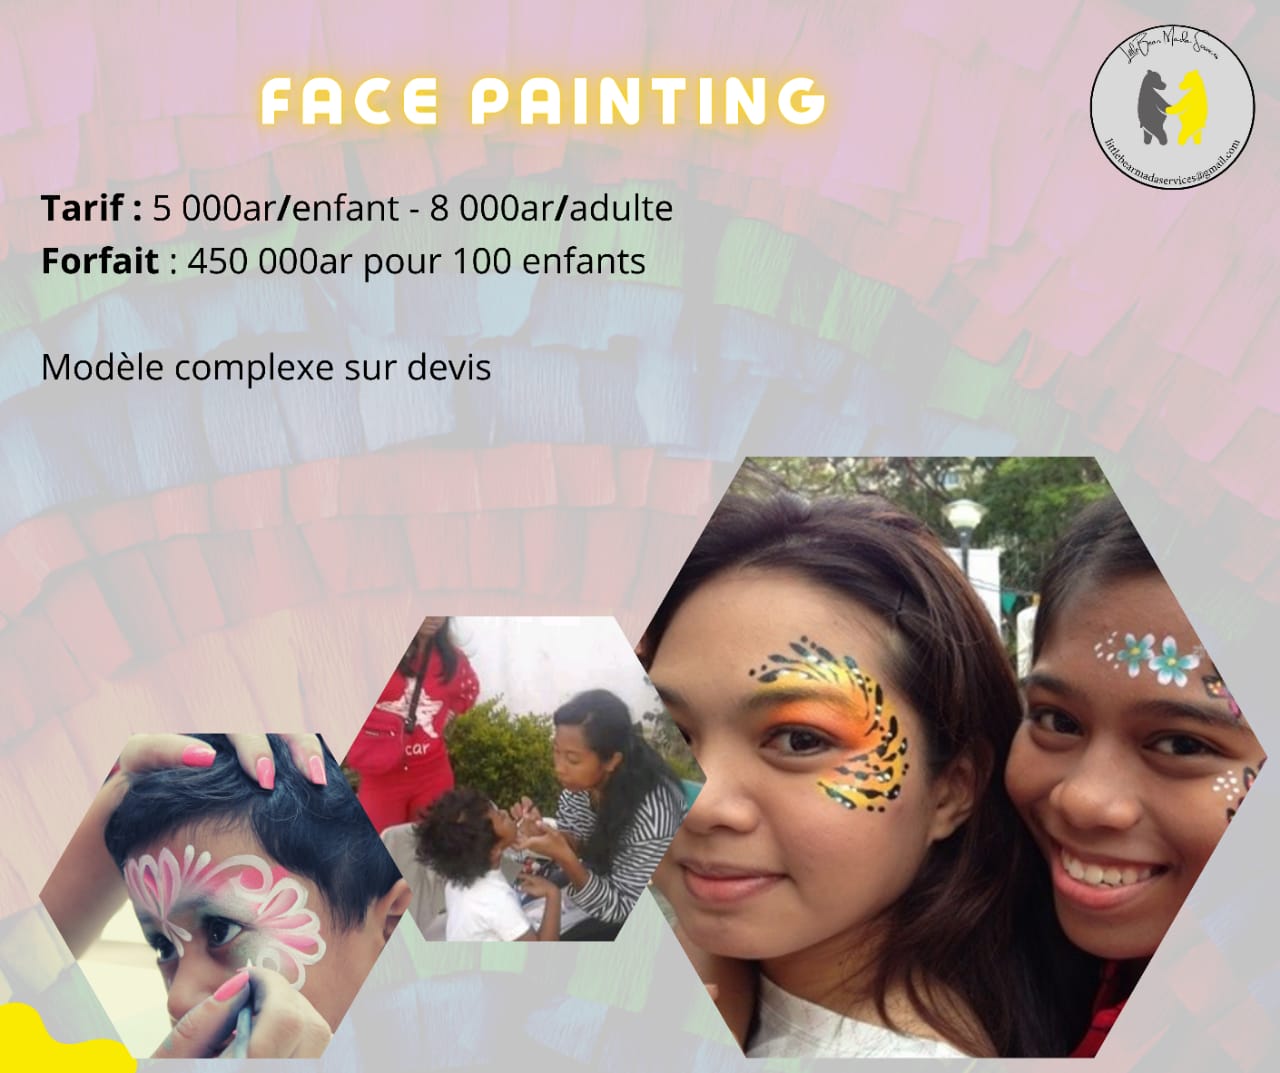 Little Bear Mada Services
FACE PAINTING
littlebearmadaservices@gmail.com
Tarif : 5 000ar/enfant - 8 000ar/adulte
Forfait : 450 000ar pour 100 enfants
Modèle complexe sur devis
car